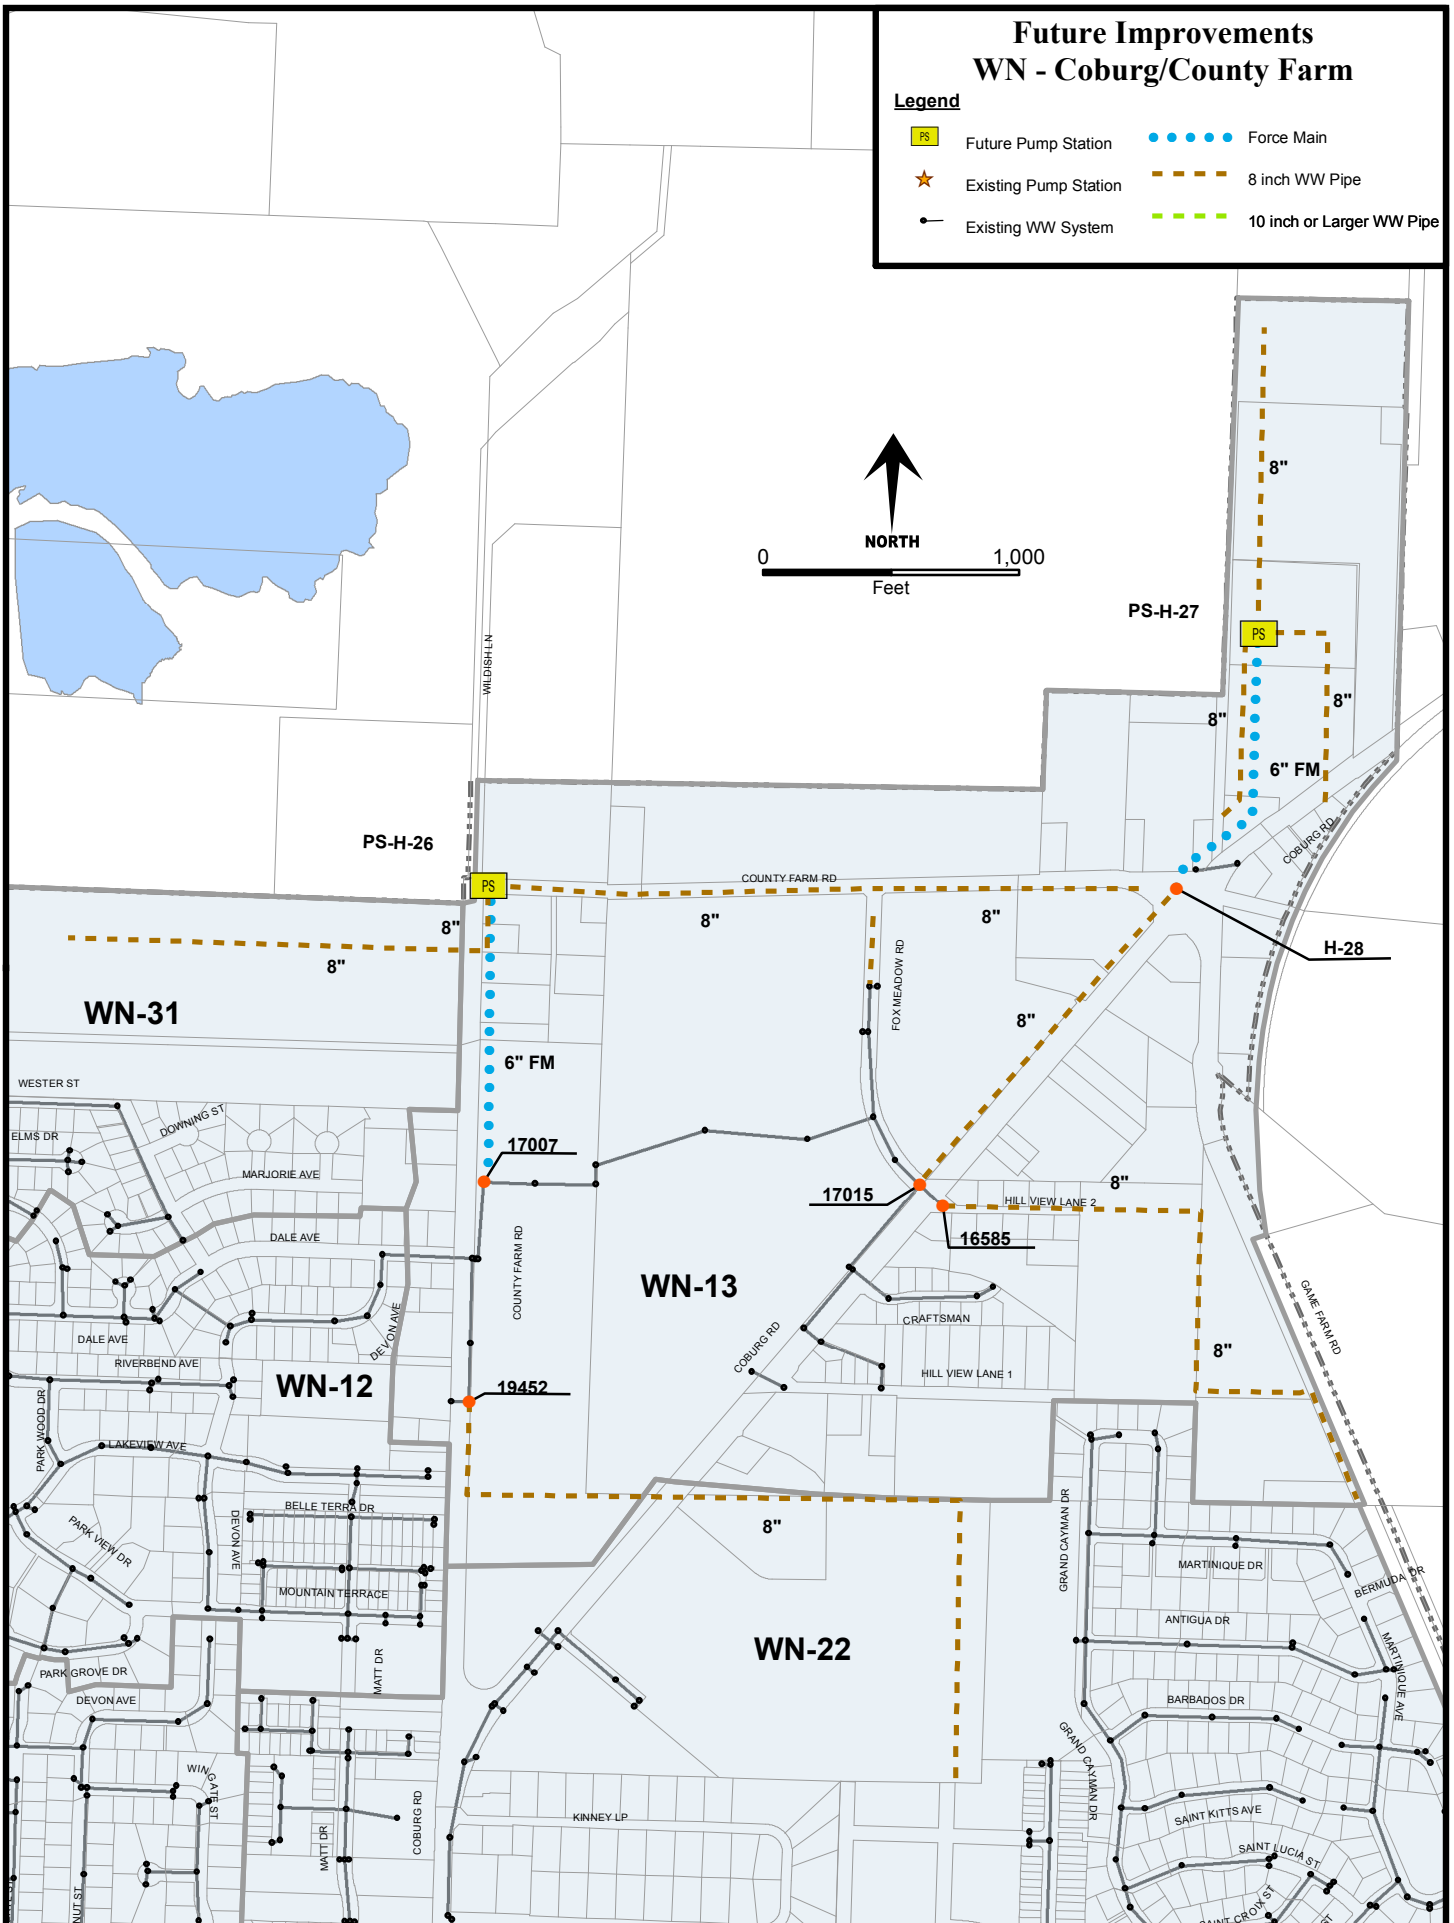 Future Improvements
WN - Coburg/County Farm
Legend
PS
Future Pump Station
Force Main
Existing Pump Station
8 inch WW Pipe
Existing WW System
10 inch or Larger WW Pipe
NORTH
0
1,000
Feet
8"
PS-H-27
PS
WILDISH LN
8"
8"
6" FM
COBURG RD
PS-H-26
PS
COUNTY FARM RD
8"
8"
8"
8"
H-28
FOX MEADOW RD
WN-31
8"
6" FM
WESTER ST
DOWNING ST
ELMS DR
MARJORIE AVE
17007
8"
17015
HILL VIEW LANE 2
16585
DALE AVE
COUNTY FARM RD
WN-13
GAME FARM RD
DEVON AVE
CRAFTSMAN
DALE AVE
RIVERBEND AVE
COBURG RD
8"
HILL VIEW LANE 1
WN-12
19452
PARK WOOD DR
LAKEVIEW AVE
BELLE TERRA DR
PARK VIEW DR
DEVON AVE
8"
GRAND CAYMAN DR
MARTINIQUE DR
BERMUDA DR
MOUNTAIN TERRACE
ANTIGUA DR
WN-22
MARTINIQUE AVE
PARK GROVE DR
MATT DR
DEVON AVE
BARBADOS DR
GRAND CAYMAN DR
WINGATE ST
COBURG RD
KINNEY LP
SAINT KITTS AVE
MATT DR
SAINT LUCIA ST
SAINT CROIX ST
NUT ST